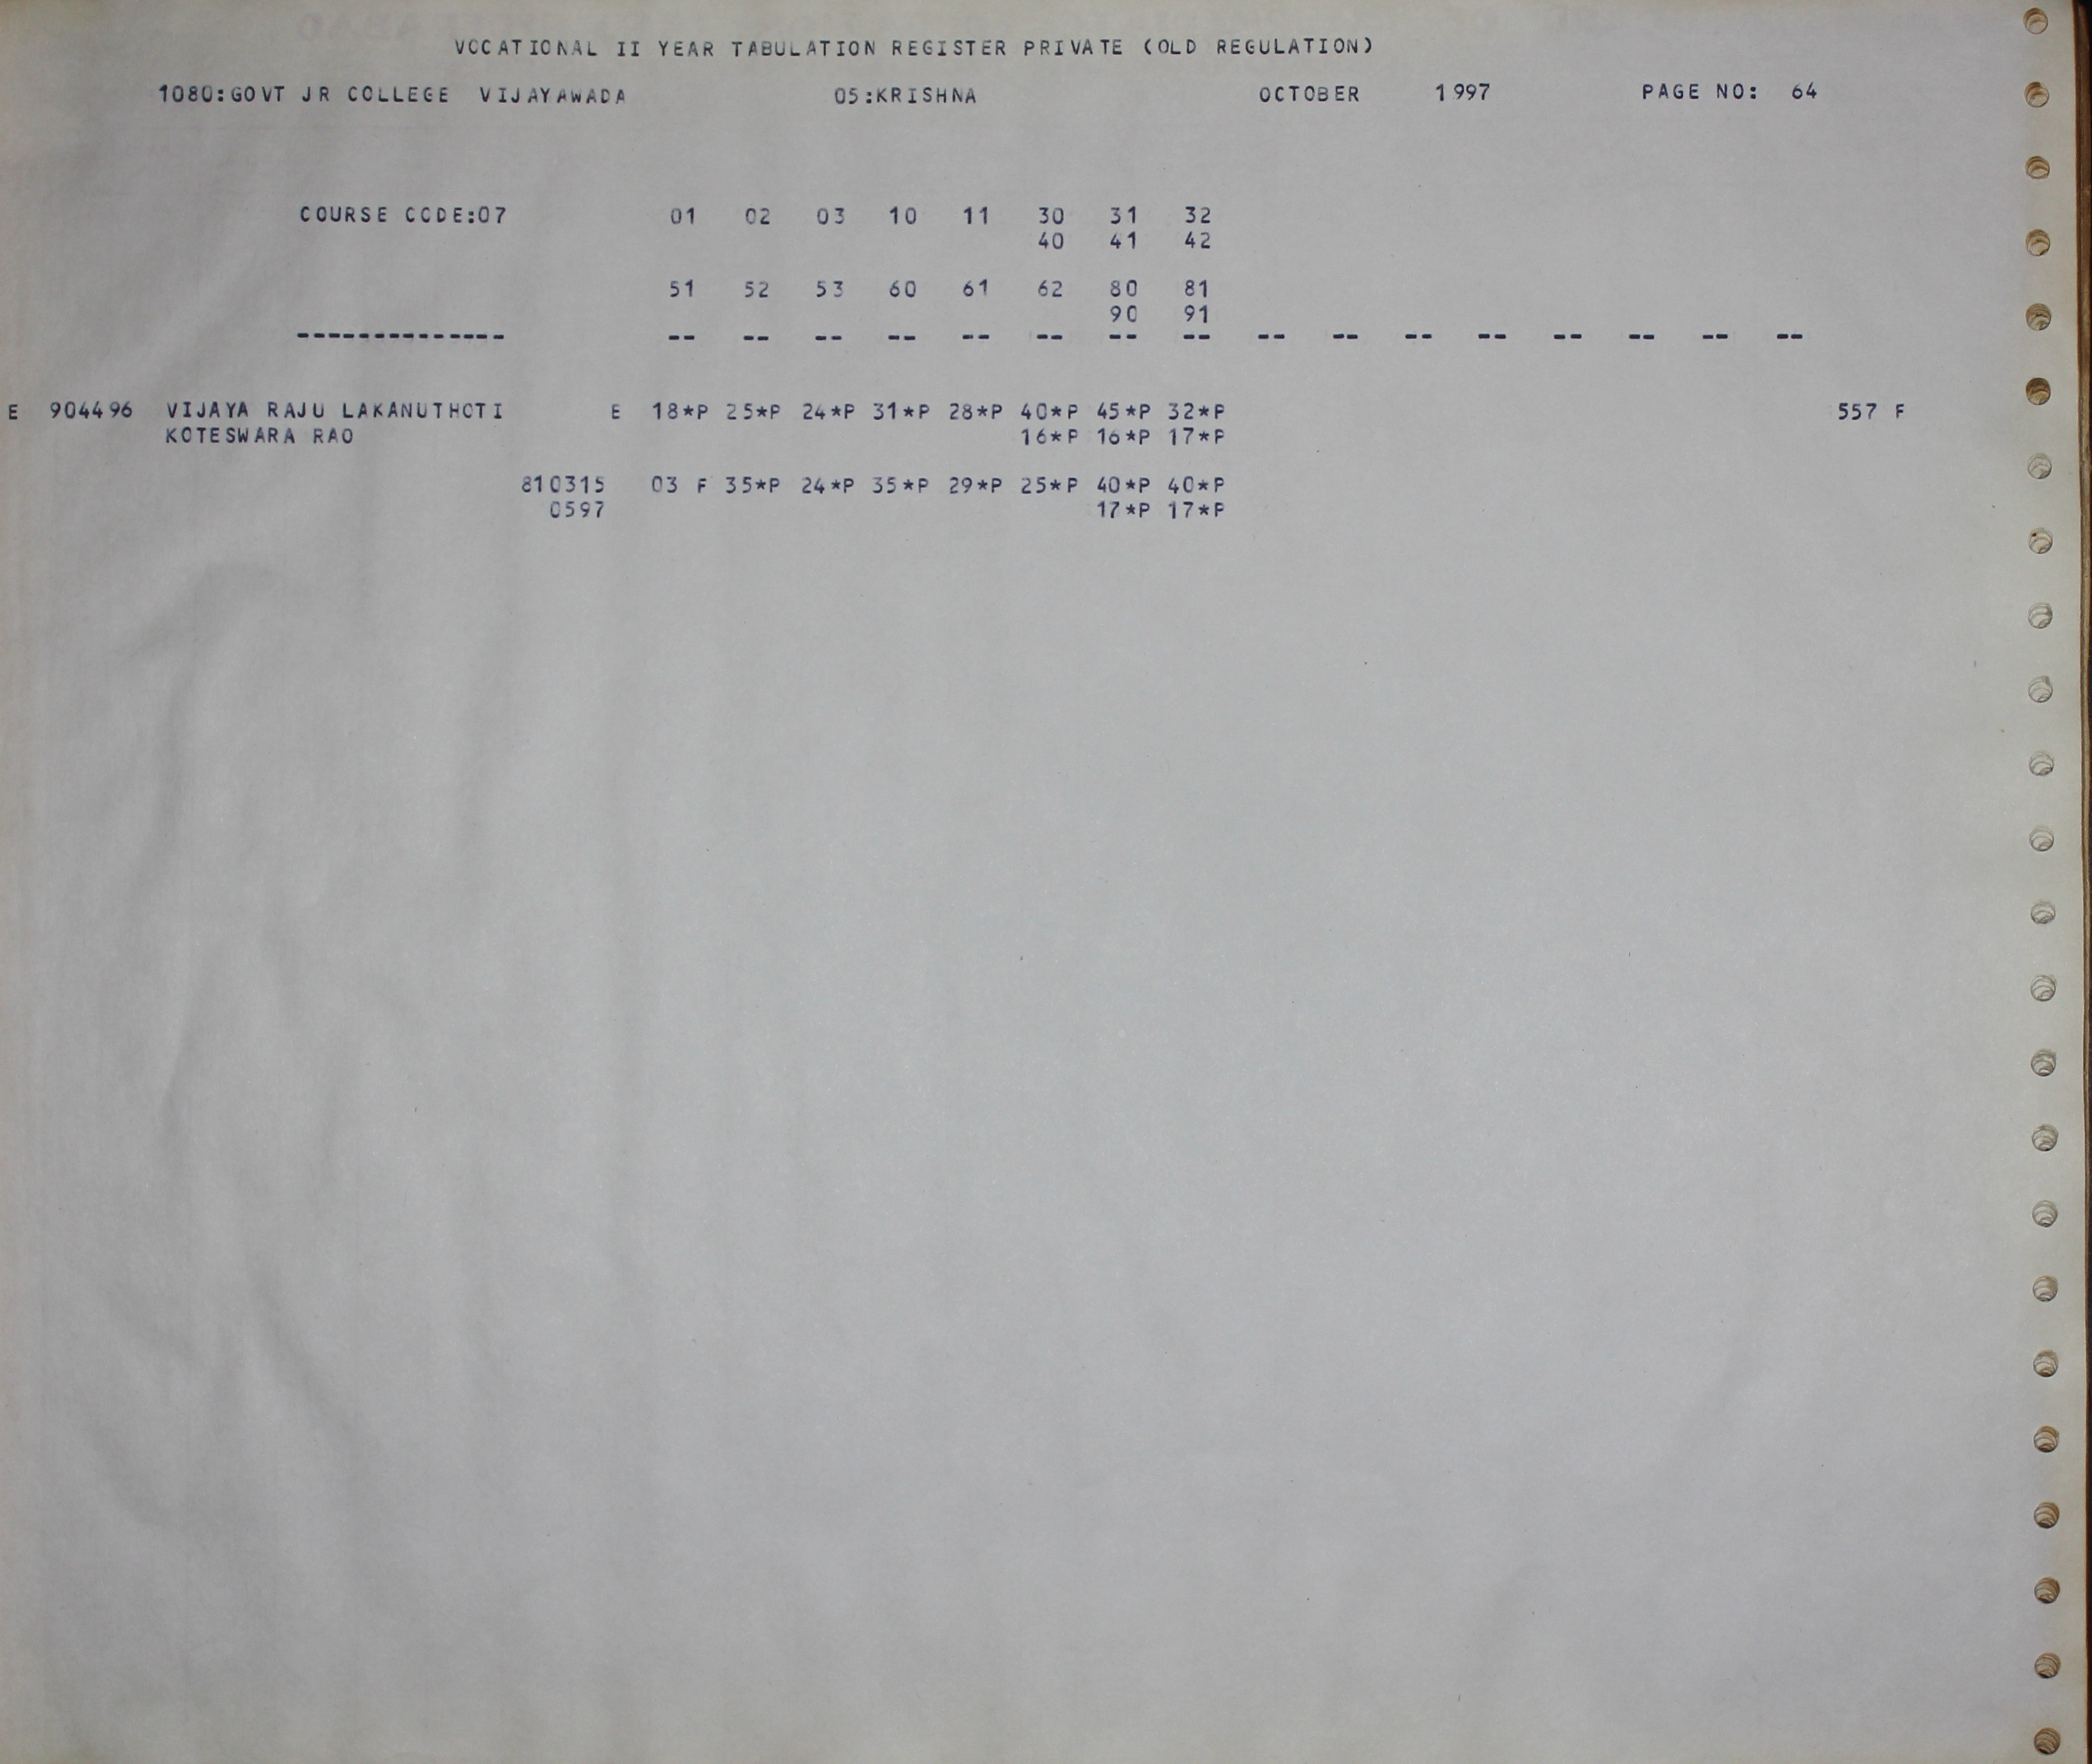 VOCATIONAL II YEAR TABULATION REGISTER PRIVATE (OLD REGULATION)
1080:GOVT JR COLLEGE VIJAYAWADA 05:KRISHNA OCTOBER 1997 PAGE NO: 64
COURSE CODE:07 01 02 03 10 11 30 31 32
40 41 42
51 52 53 60 61 62 80 81
90 91
-------------- -- -- -- -- -- -- -- -- -- -- -- -- -- -- -- --
E 904496 VIJAYA RAJU LAKANUTHOTI E 18*P 25*P 24*P 31*P 28*P 40*P 45*P 32*P 557 F
KOTESWARA RAO 16*P 16*P 17*P
810315 03 F 35*P 24*P 35*P 29*P 25*P 40*P 40*P
0597 17*P 17*P